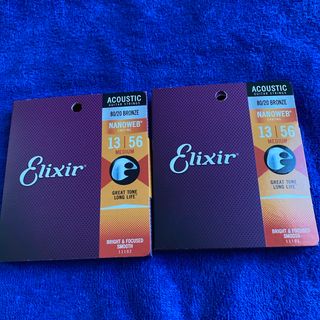 ACOUSTIC
GUITAR STRINGS
80/20 BRONZE
NANOWEB®
COATING
13 56
MEDIUM
Elixir
GREAT TONE
LONG LIFE
BRIGHT & FOCUSED
SMOOTH
11102
ACOUSTIC
GUITAR STRINGS
80/20 BRONZE
NANOWEB®
COATING
13 56
MEDIUM
Elixir
GREAT TONE
LONG LIFE
BRIGHT & FOCUSED
SMOOTH
11102